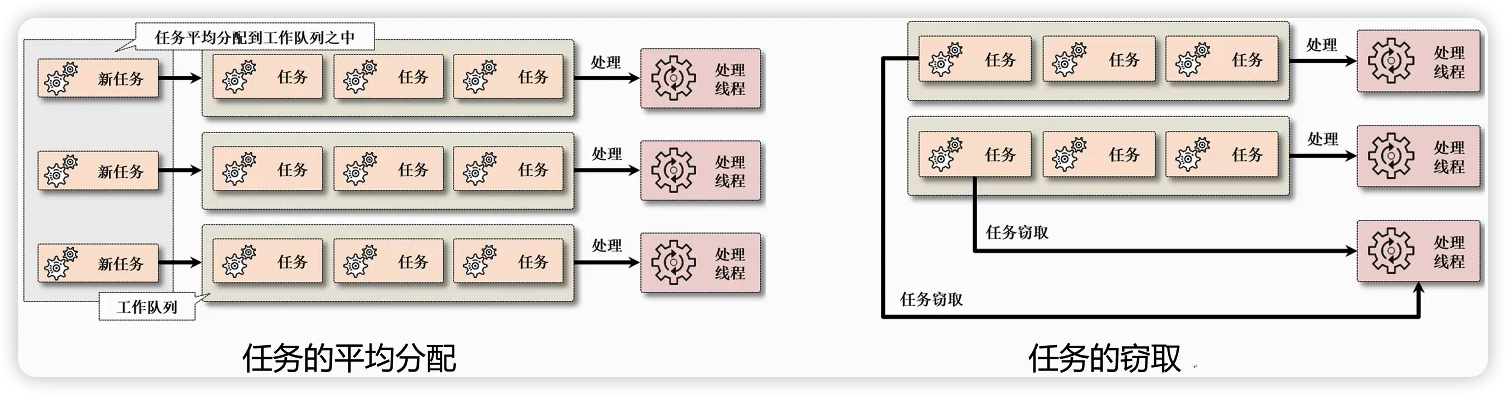 任务平均分配到工作队列之中
新任务
任务
任务
任务
处理
处理
线程
新任务
任务
任务
任务
处理
处理
线程
新任务
任务
任务
任务
处理
处理
线程
工作队列
任务的平均分配
任务
任务
任务
处理
处理
线程
任务
任务
任务
处理
处理
线程
任务窃取
处理
线程
任务窃取
任务的窃取